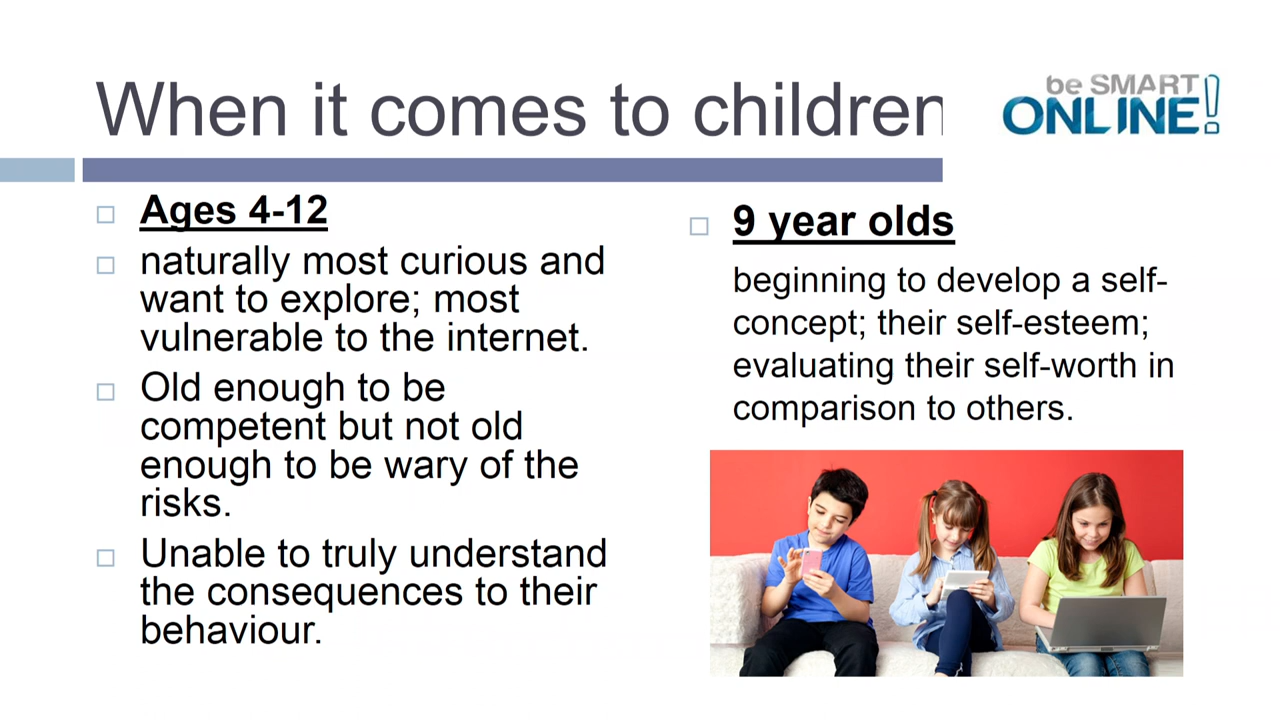 When it comes to children
be SMART
ONLINE!
Ages 4-12
naturally most curious and
want to explore; most
vulnerable to the internet.
Old enough to be
competent but not old
enough to be wary of the
risks.
Unable to truly understand
the consequences to their
behaviour.
9 year olds
beginning to develop a self-
concept; their self-esteem;
evaluating their self-worth in
comparison to others.